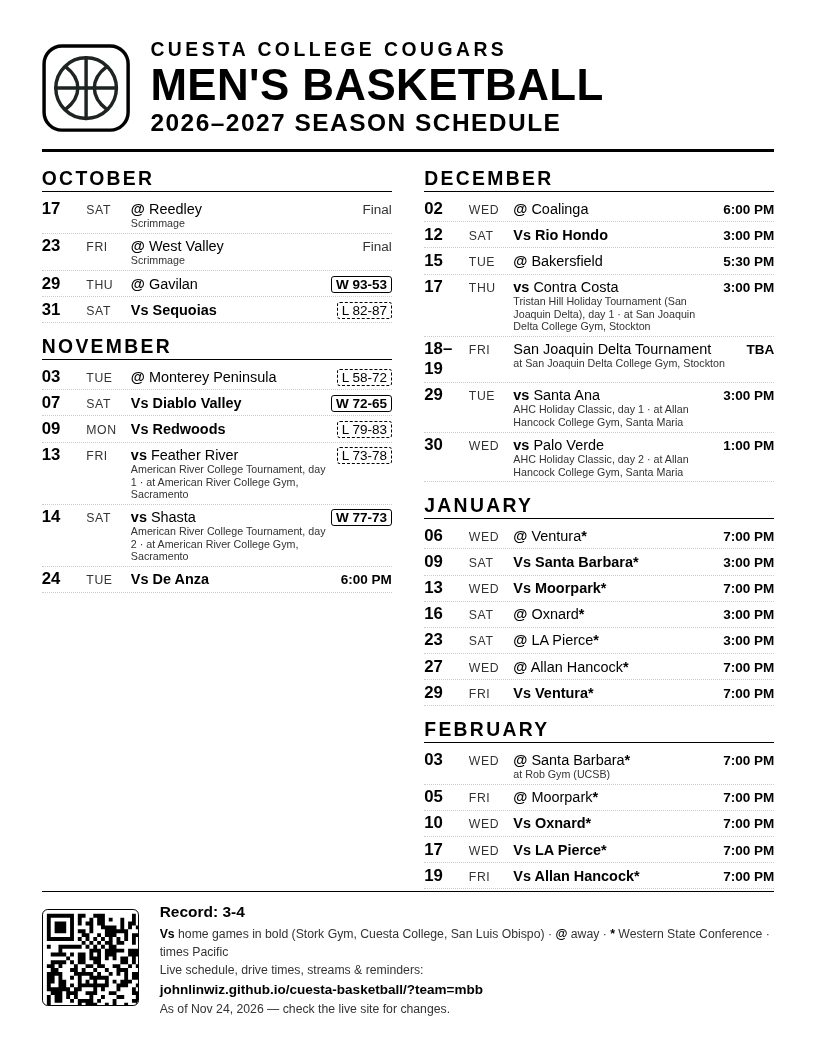 CUESTA COLLEGE COUGARS
MEN'S BASKETBALL
2026–2027 SEASON SCHEDULE
OCTOBER
17 SAT @ Reedley Final
Scrimmage
23 FRI @ West Valley Final
Scrimmage
29 THU @ Gavilan W 93-53
31 SAT Vs Sequoias L 82-87
NOVEMBER
03 TUE @ Monterey Peninsula L 58-72
07 SAT Vs Diablo Valley W 72-65
09 MON Vs Redwoods L 79-83
13 FRI vs Feather River L 73-78
American River College Tournament, day
1 · at American River College Gym,
Sacramento
14 SAT vs Shasta W 77-73
American River College Tournament, day
2 · at American River College Gym,
Sacramento
24 TUE Vs De Anza 6:00 PM
DECEMBER
02 WED @ Coalinga 6:00 PM
12 SAT Vs Rio Hondo 3:00 PM
15 TUE @ Bakersfield 5:30 PM
17 THU vs Contra Costa 3:00 PM
Tristan Hill Holiday Tournament (San
Joaquin Delta), day 1 · at San Joaquin
Delta College Gym, Stockton
18– FRI San Joaquin Delta Tournament TBA
19 at San Joaquin Delta College Gym, Stockton
29 TUE vs Santa Ana 3:00 PM
AHC Holiday Classic, day 1 · at Allan
Hancock College Gym, Santa Maria
30 WED vs Palo Verde 1:00 PM
AHC Holiday Classic, day 2 · at Allan
Hancock College Gym, Santa Maria
JANUARY
06 WED @ Ventura* 7:00 PM
09 SAT Vs Santa Barbara* 3:00 PM
13 WED Vs Moorpark* 7:00 PM
16 SAT @ Oxnard* 3:00 PM
23 SAT @ LA Pierce* 3:00 PM
27 WED @ Allan Hancock* 7:00 PM
29 FRI Vs Ventura* 7:00 PM
FEBRUARY
03 WED @ Santa Barbara* 7:00 PM
at Rob Gym (UCSB)
05 FRI @ Moorpark* 7:00 PM
10 WED Vs Oxnard* 7:00 PM
17 WED Vs LA Pierce* 7:00 PM
19 FRI Vs Allan Hancock* 7:00 PM
Record: 3-4
Vs home games in bold (Stork Gym, Cuesta College, San Luis Obispo) · @ away · * Western State Conference ·
times Pacific
Live schedule, drive times, streams & reminders:
johnlinwiz.github.io/cuesta-basketball/?team=mbb
As of Nov 24, 2026 — check the live site for changes.